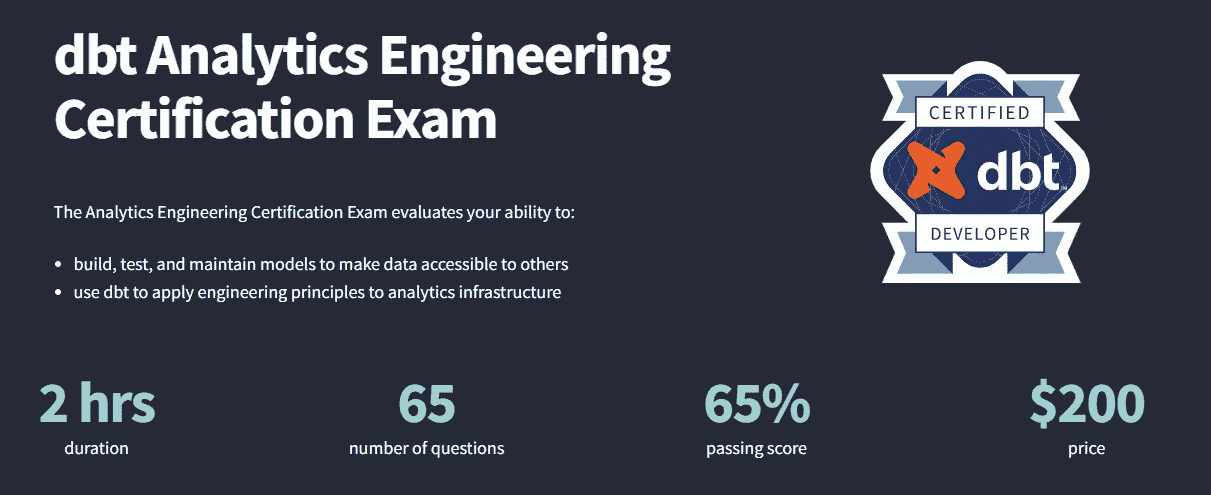 dbt Analytics Engineering
Certification Exam
CERTIFIED
dbt
DEVELOPER
The Analytics Engineering Certification Exam evaluates your ability to:
• build, test, and maintain models to make data accessible to others
• use dbt to apply engineering principles to analytics infrastructure
2 hrs
duration
65
number of questions
65%
passing score
$200
price